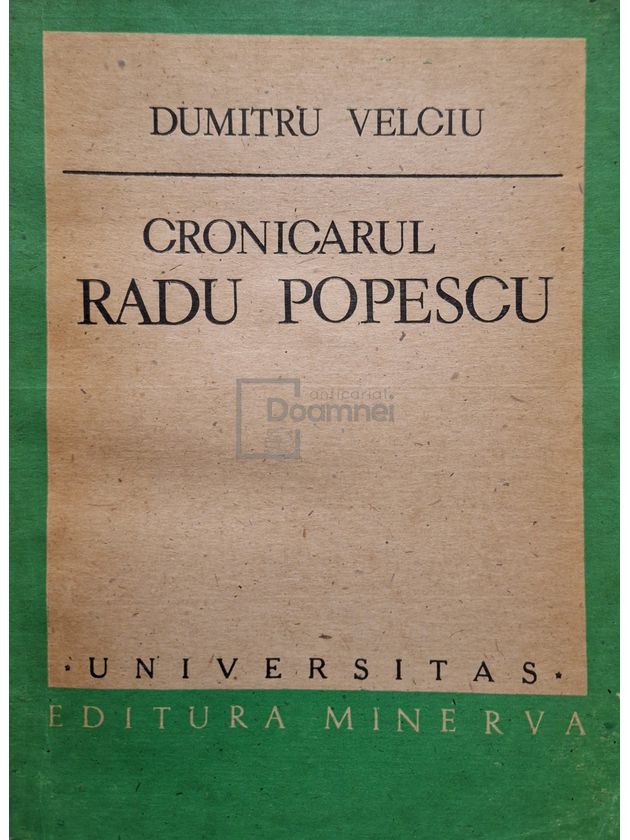 DUMITRU VELCIU
CRONICARUL
RADU POPESCU
anticariat
Doamnei
· UNIVERSITAS ·
EDITURA MINERVA